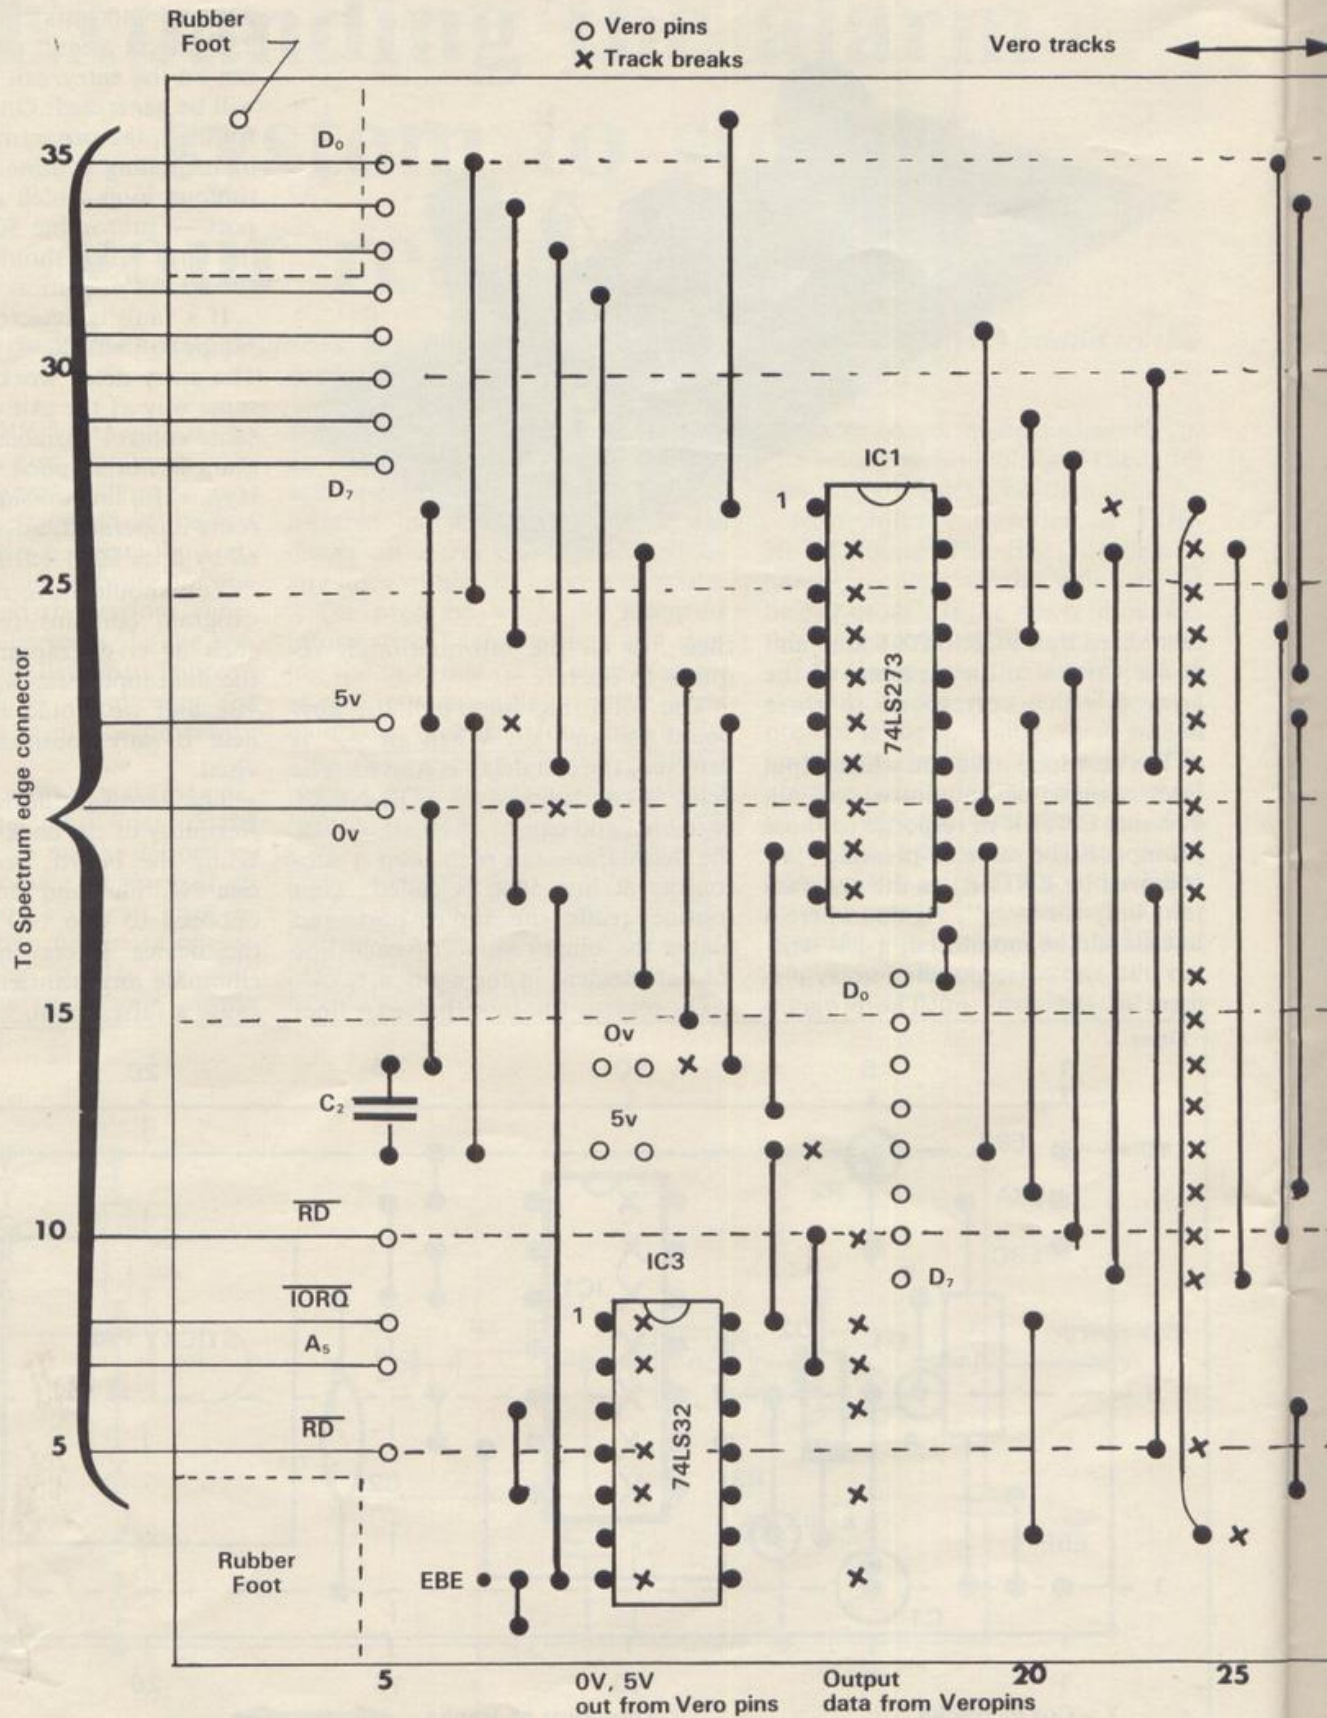 Rubber
Foot
O Vero pins
X Track breaks
Vero tracks
35
D₀
30
D₇
IC1
1
25
74LS273
5v
To Spectrum edge connector
0v
D₀
15
0v
C₂
5v
10
RD
IC3
D₇
IORQ
1
A₅
RD
5
74LS32
Rubber
Foot
EBE
5
0V, 5V
out from Vero pins
Output
data from Veropins
20
25